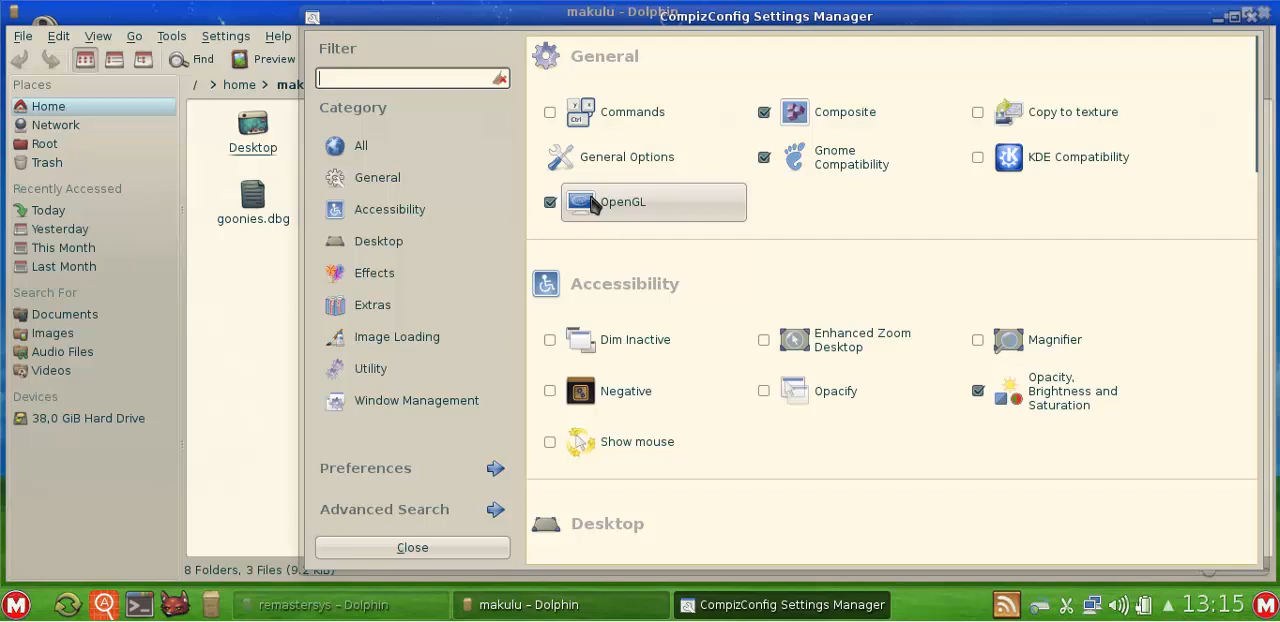 makulu - Dolphin
CompizConfig Settings Manager
File Edit View Go Tools Settings Help
Find Preview
Places
/ > home > mak
Home
Network
Root
Trash
Recently Accessed
Today
Yesterday
This Month
Last Month
Search For
Documents
Images
Audio Files
Videos
Devices
38,0 GiB Hard Drive
Desktop
goonies.dbg
8 Folders, 3 Files (9.2 KiB)
Filter
Category
All
General
Accessibility
Desktop
Effects
Extras
Image Loading
Utility
Window Management
Preferences
Advanced Search
Close
General
Commands
Composite
Copy to texture
General Options
Gnome
Compatibility
KDE Compatibility
OpenGL
Accessibility
Dim Inactive
Enhanced Zoom
Desktop
Magnifier
Negative
Opacify
Opacity,
Brightness and
Saturation
Show mouse
Desktop
remastersys - Dolphin
makulu - Dolphin
CompizConfig Settings Manager
13:15